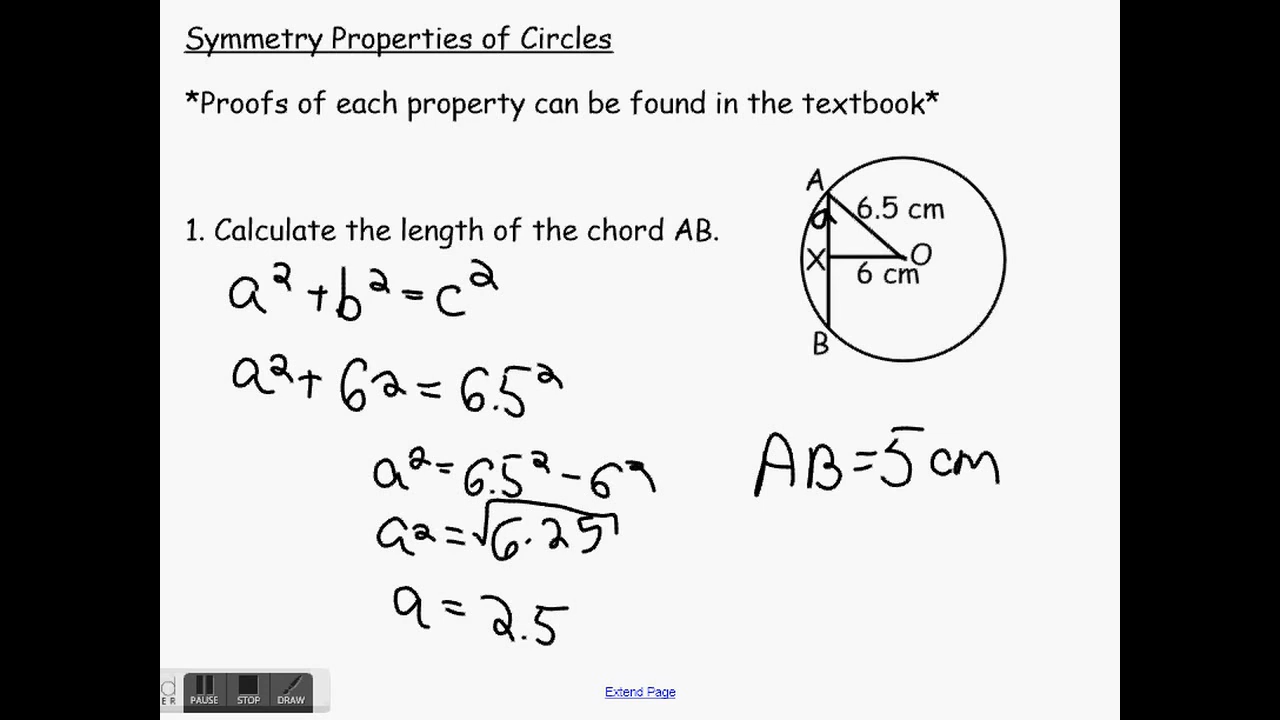 Symmetry Properties of Circles
*Proofs of each property can be found in the textbook*
1. Calculate the length of the chord AB.
A
a
6.5 cm
X
O
6 cm
B
a² + b² = c²
a² + 6² = 6.5²
a² = 6.5² - 6²
a² = √6.25
a = 2.5
AB = 5 cm
d
ER
PAUSE
STOP
DRAW
Extend Page